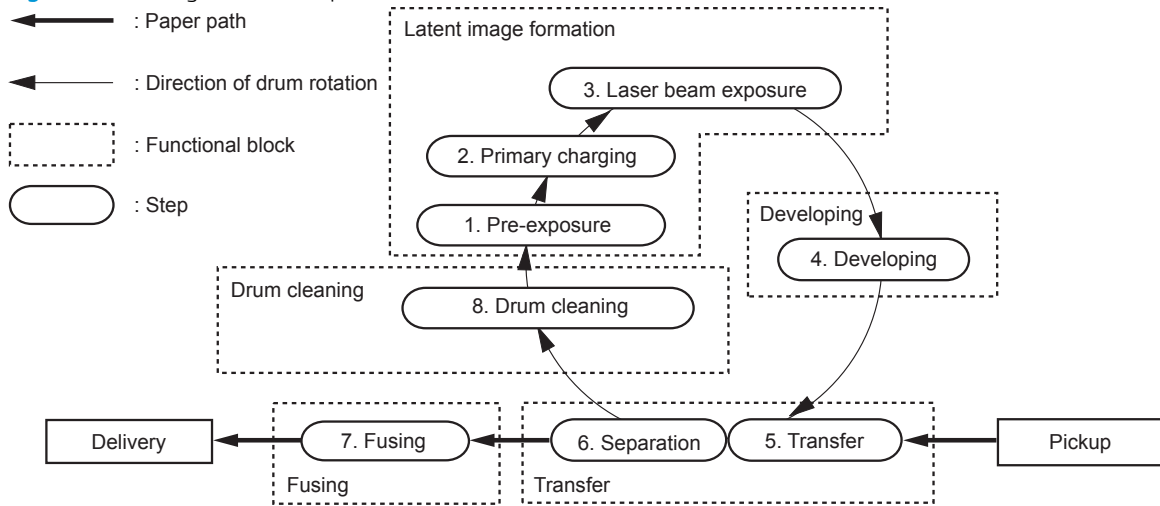 : Paper path
: Direction of drum rotation
: Functional block
: Step
Latent image formation
3. Laser beam exposure
2. Primary charging
1. Pre-exposure
Developing
4. Developing
Drum cleaning
8. Drum cleaning
Delivery
7. Fusing
6. Separation
5. Transfer
Pickup
Fusing
Transfer